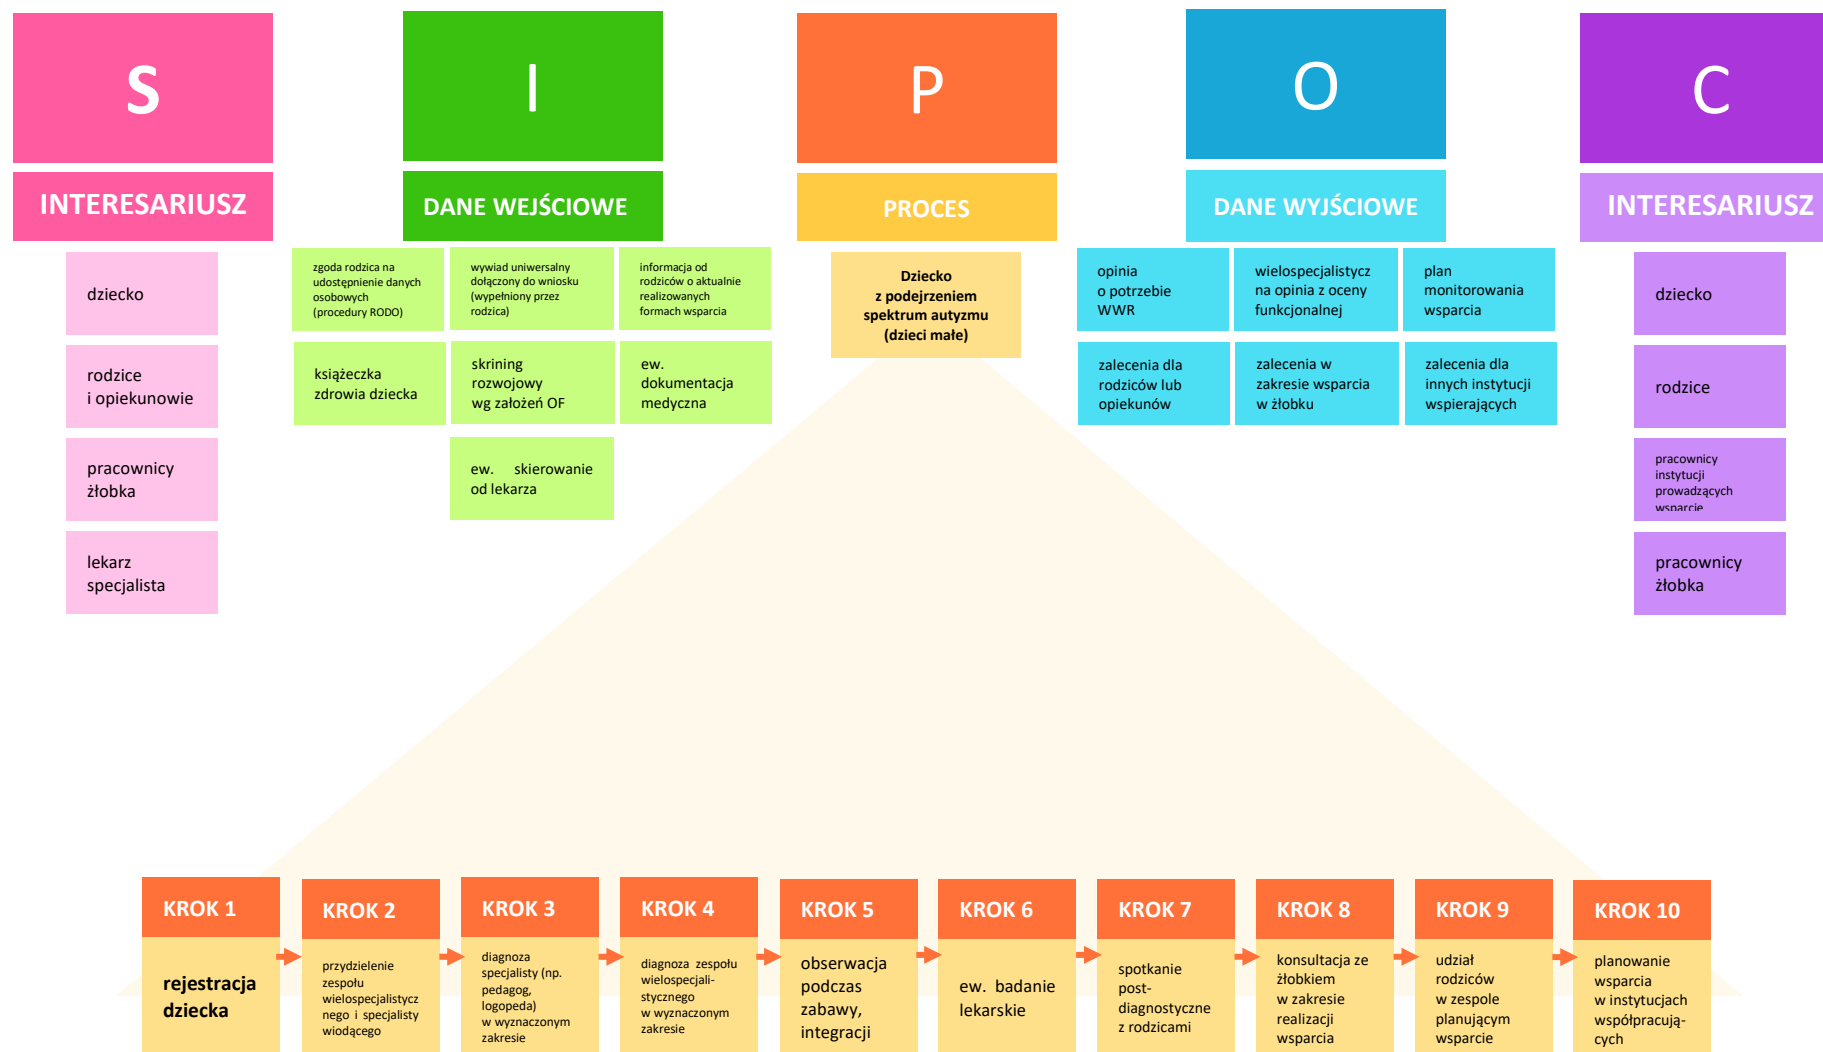 S
I
P
O
C
INTERESARIUSZ
DANE WEJŚCIOWE
PROCES
DANE WYJŚCIOWE
INTERESARIUSZ
dziecko
rodzice
i opiekunowie
pracownicy
żłobka
lekarz
specjalista
zgoda rodzica na
udostępnienie danych
osobowych
(procedury RODO)
wywiad uniwersalny
dołączony do wniosku
(wypełniony przez
rodzica)
informacja od
rodziców o aktualnie
realizowanych
formach wsparcia
książeczka
zdrowia dziecka
skrining
rozwojowy
wg założeń OF
ew.
dokumentacja
medyczna
ew. skierowanie
od lekarza
Dziecko
z podejrzeniem
spektrum autyzmu
(dzieci małe)
opinia
o potrzebie
WWR
wielospecjalistycz
na opinia z oceny
funkcjonalnej
plan
monitorowania
wsparcia
zalecenia dla
rodziców lub
opiekunów
zalecenia w
zakresie wsparcia
w żłobku
zalecenia dla
innych instytucji
wspierających
dziecko
rodzice
pracownicy
instytucji
prowadzących
wsparcie
pracownicy
żłobka
KROK 1
rejestracja
dziecka
KROK 2
przydzielenie
zespołu
wielospecjalistycz
nego i specjalisty
wiodącego
KROK 3
diagnoza
specjalisty (np.
pedagog,
logopeda)
w wyznaczonym
zakresie
KROK 4
diagnoza zespołu
wielospecjali-
stycznego
w wyznaczonym
zakresie
KROK 5
obserwacja
podczas
zabawy,
integracji
KROK 6
ew. badanie
lekarskie
KROK 7
spotkanie
post-
diagnostyczne
z rodzicami
KROK 8
konsultacja ze
żłobkiem
w zakresie
realizacji
wsparcia
KROK 9
udział
rodziców
w zespole
planującym
wsparcie
KROK 10
planowanie
wsparcia
w instytucjach
współpracują-
cych